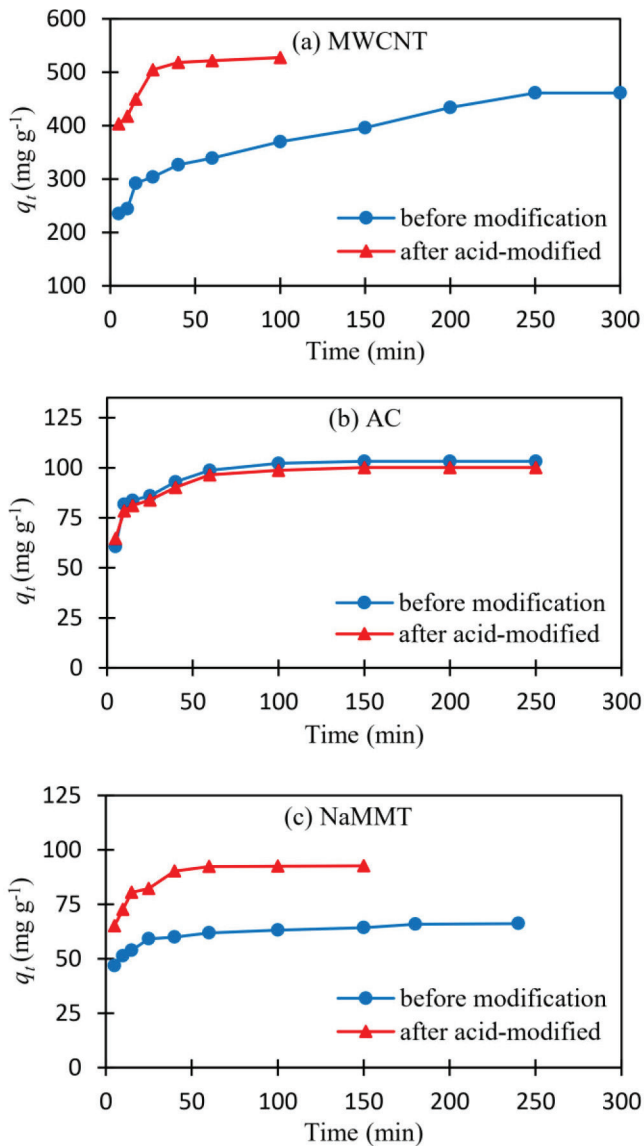 600
500
400
300
200
100
(a) MWCNT
before modification
after acid-modified
qt (mg g-1)
0 50 100 150 200 250 300
Time (min)
125
100
75
50
25
0
(b) AC
before modification
after acid-modified
qt (mg g-1)
0 50 100 150 200 250 300
Time (min)
125
100
75
50
25
0
(c) NaMMT
before modification
after acid-modified
qt (mg g-1)
0 50 100 150 200 250 300
Time (min)